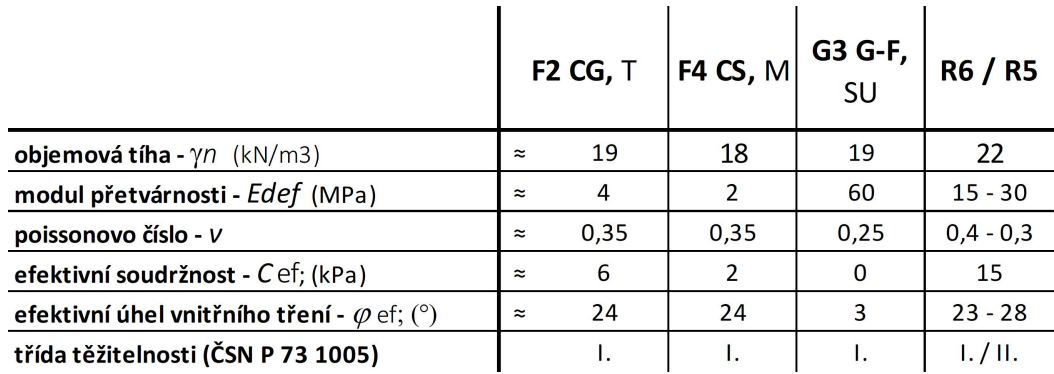 F2 CG, T F4 CS, M G3 G-F, SU R6 / R5
objemová tíha - γn (kN/m3) ≈ 19 18 19 22
modul přetvárnosti - Edef (MPa) ≈ 4 2 60 15 - 30
poissonovo číslo - ν ≈ 0,35 0,35 0,25 0,4 - 0,3
efektivní soudržnost - C ef; (kPa) ≈ 6 2 0 15
efektivní úhel vnitřního tření - φ ef; (°) ≈ 24 24 3 23 - 28
třída těžitelnosti (ČSN P 73 1005) I. I. I. I. / II.